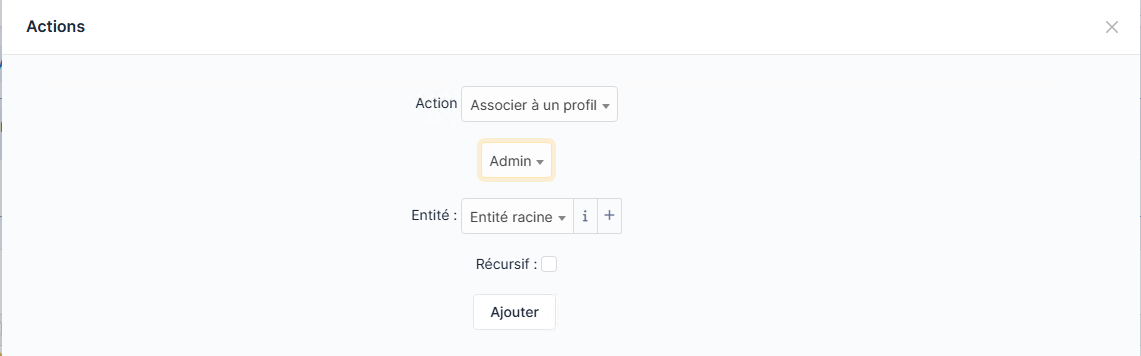 Actions
Action Associer à un profil
Admin
Entité : Entité racine i +
Récursif :
Ajouter